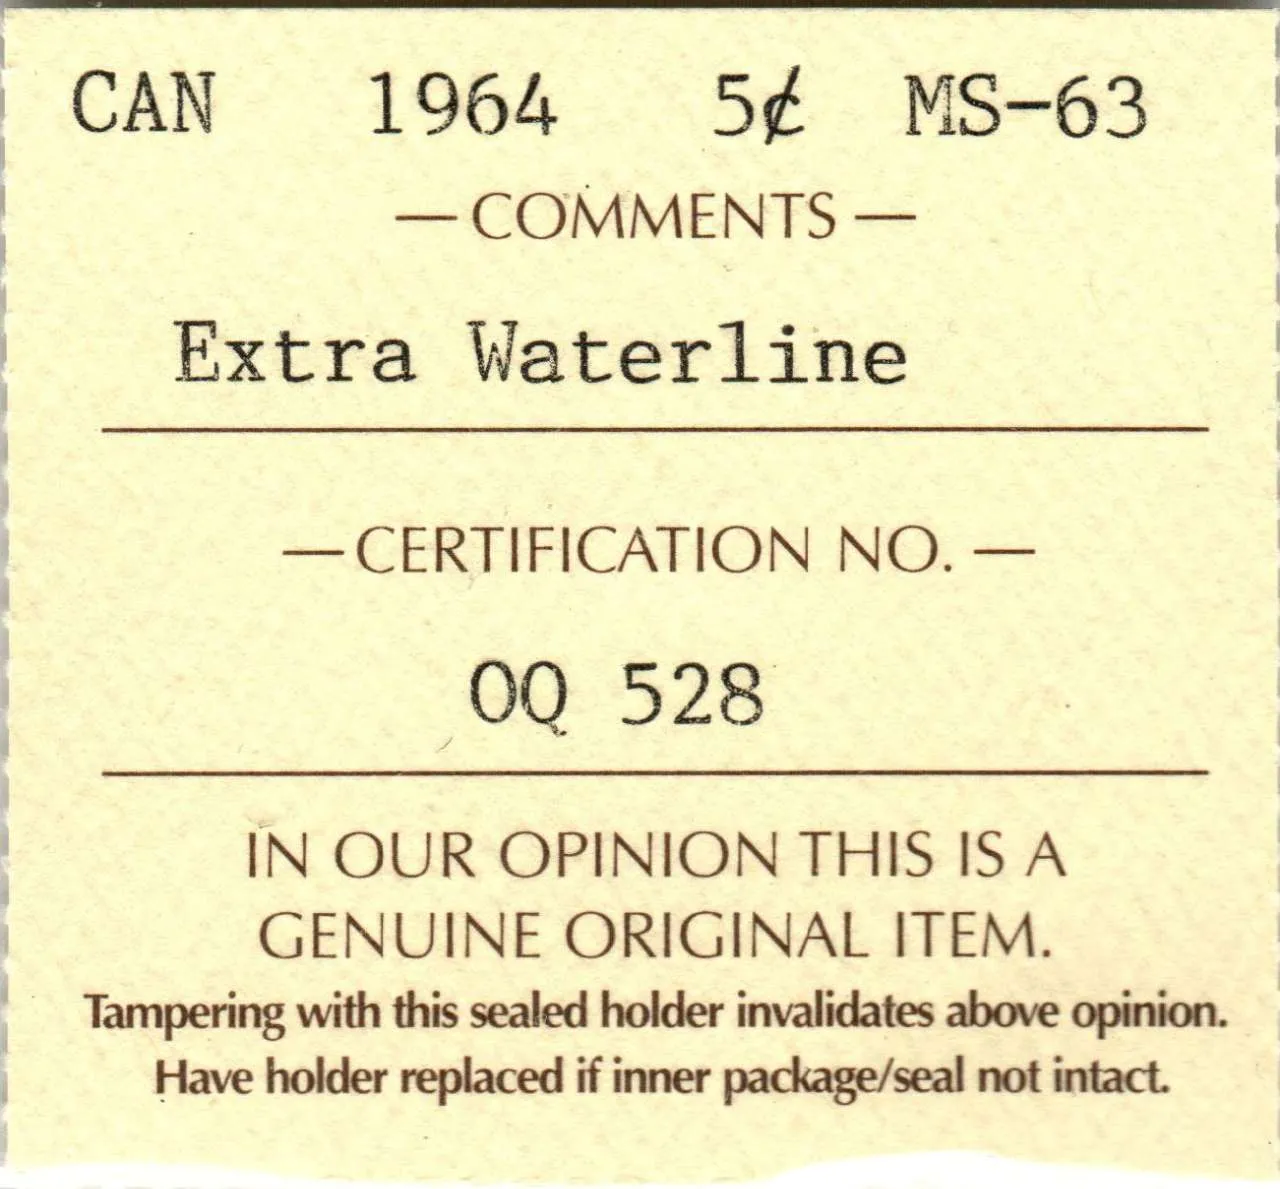 CAN 1964 5¢ MS-63
— COMMENTS —
Extra Waterline
— CERTIFICATION NO. —
OQ 528
IN OUR OPINION THIS IS A
GENUINE ORIGINAL ITEM.
Tampering with this sealed holder invalidates above opinion.
Have holder replaced if inner package/seal not intact.